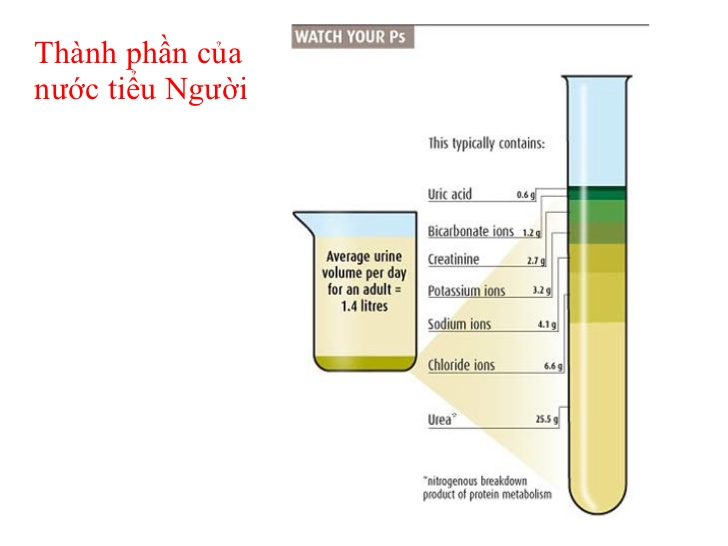 Thành phần của
nước tiểu Người
WATCH YOUR Ps
This typically contains:
Uric acid 0.6 g
Bicarbonate ions 1.2 g
Creatinine 2.7 g
Potassium ions 3.2 g
Sodium ions 4.1 g
Chloride ions 6.6 g
Urea* 25.5 g
Average urine
volume per day
for an adult =
1.4 litres
*nitrogenous breakdown
product of protein metabolism